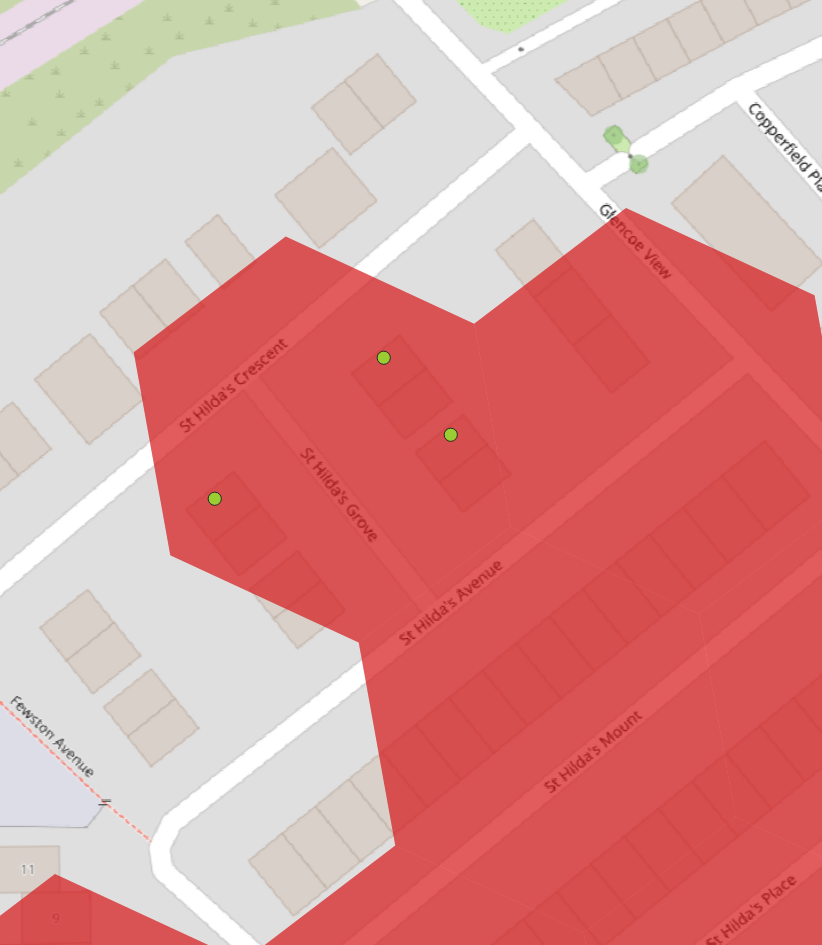 Copperfield Pla
Glencoe View
St Hilda's Crescent
St Hilda's Grove
St Hilda's Avenue
Fewston Avenue
St Hilda's Mount
11
9
St Hilda's Place